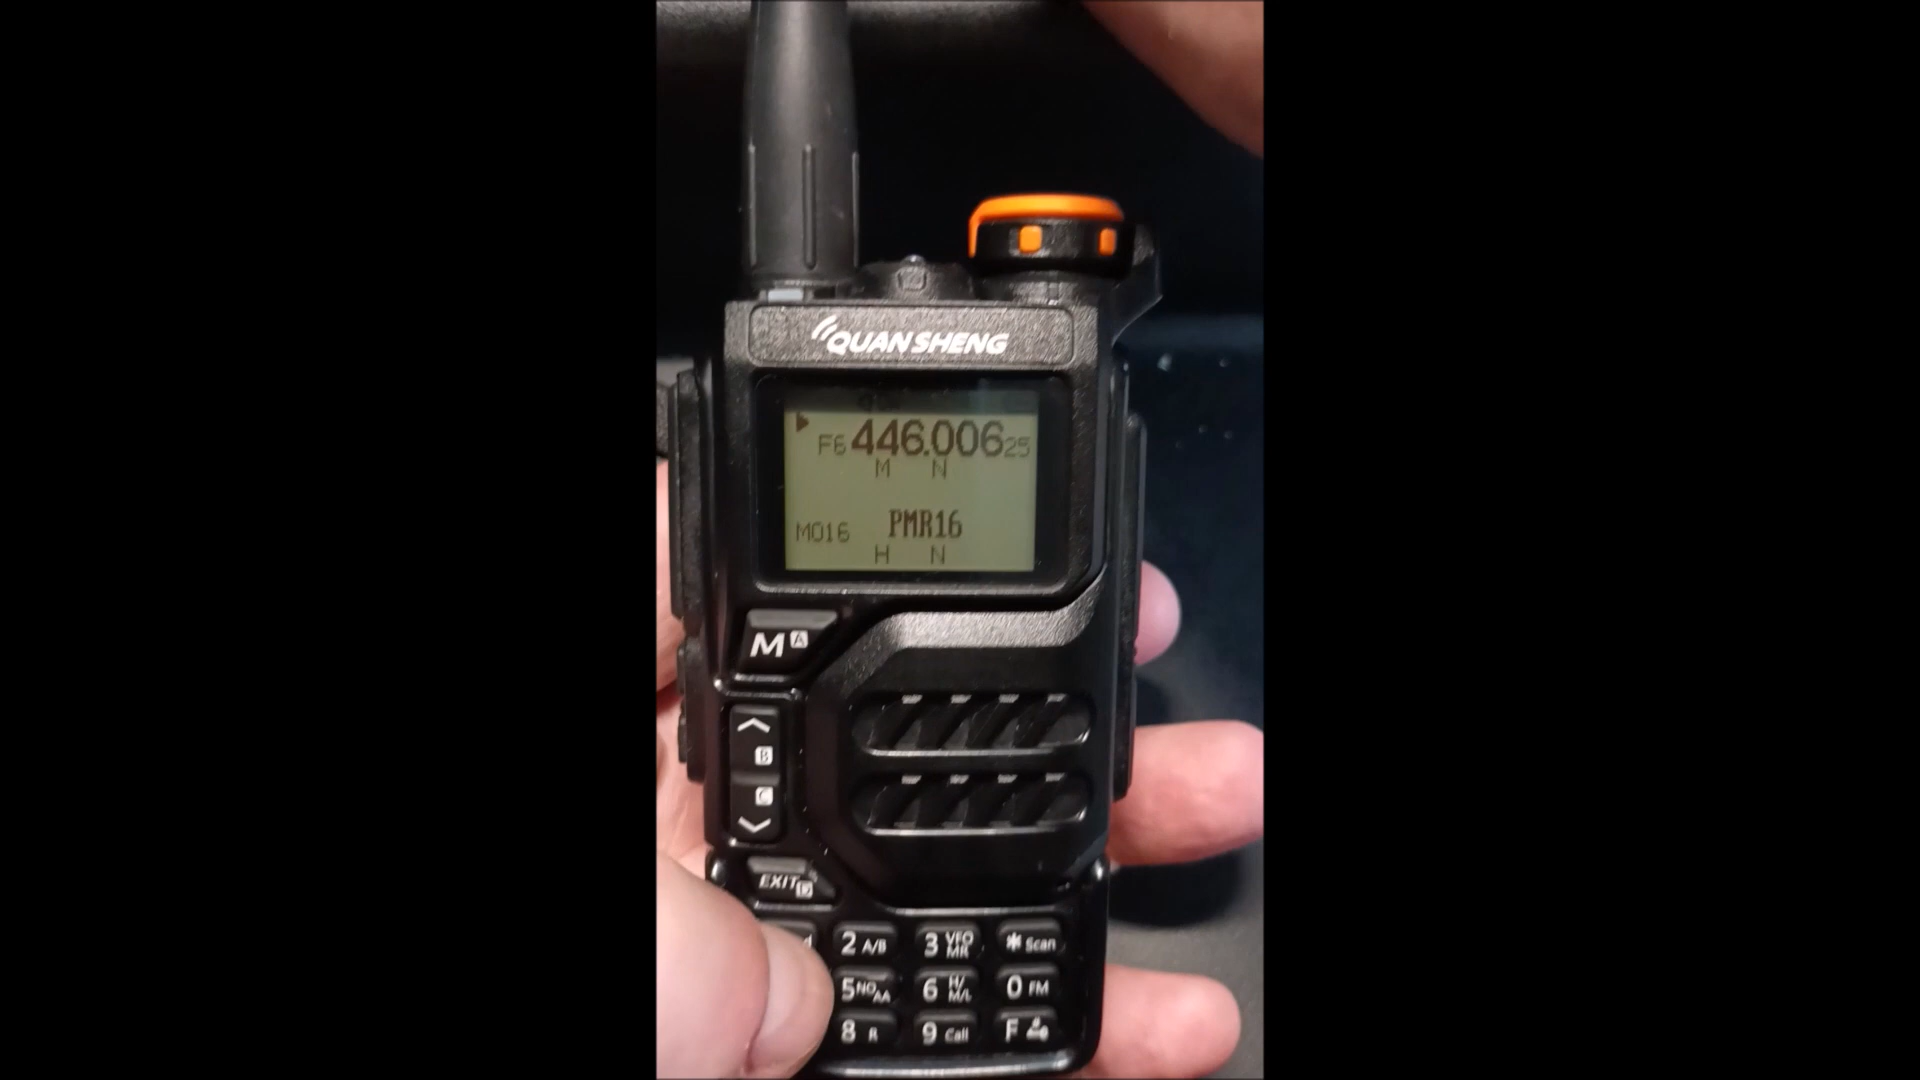 QUANSHENG
F6 446.00625
M N
M016 PMR16
H N
M A
B
C
EXIT D
2 A/B 3 VFO MR * Scan
5 NOAA 6 H/M/L 0 FM
8 R 9 Call F